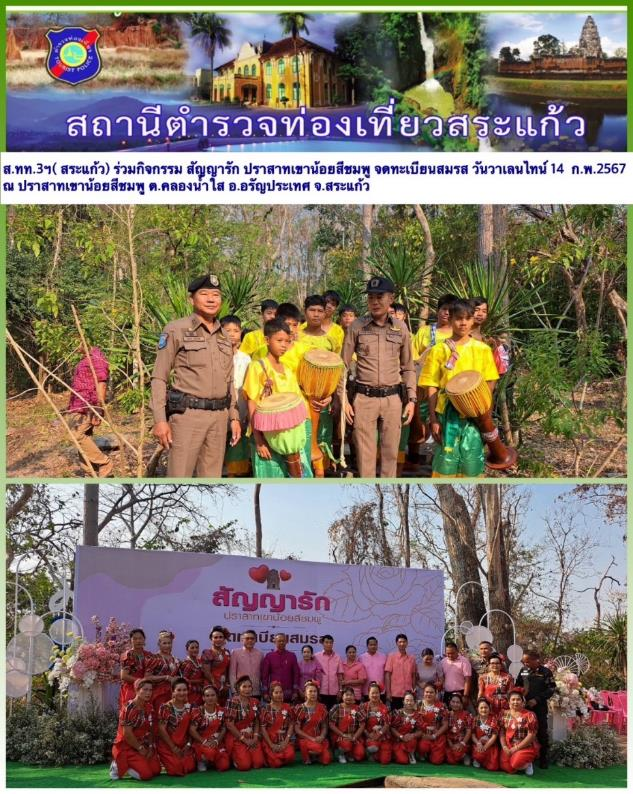 สถานีตำรวจท่องเที่ยวสระแก้ว
ส.ทท.3ฯ( สระแก้ว) ร่วมกิจกรรม สัญญารัก ปราสาทเขาน้อยสีชมพู จดทะเบียนสมรส วันวาเลนไทน์ 14 ก.พ.2567
ณ ปราสาทเขาน้อยสีชมพู ต.คลองน้ำใส อ.อรัญประเทศ จ.สระแก้ว
สัญญารัก
ปราสาทเขาน้อยสีชมพู